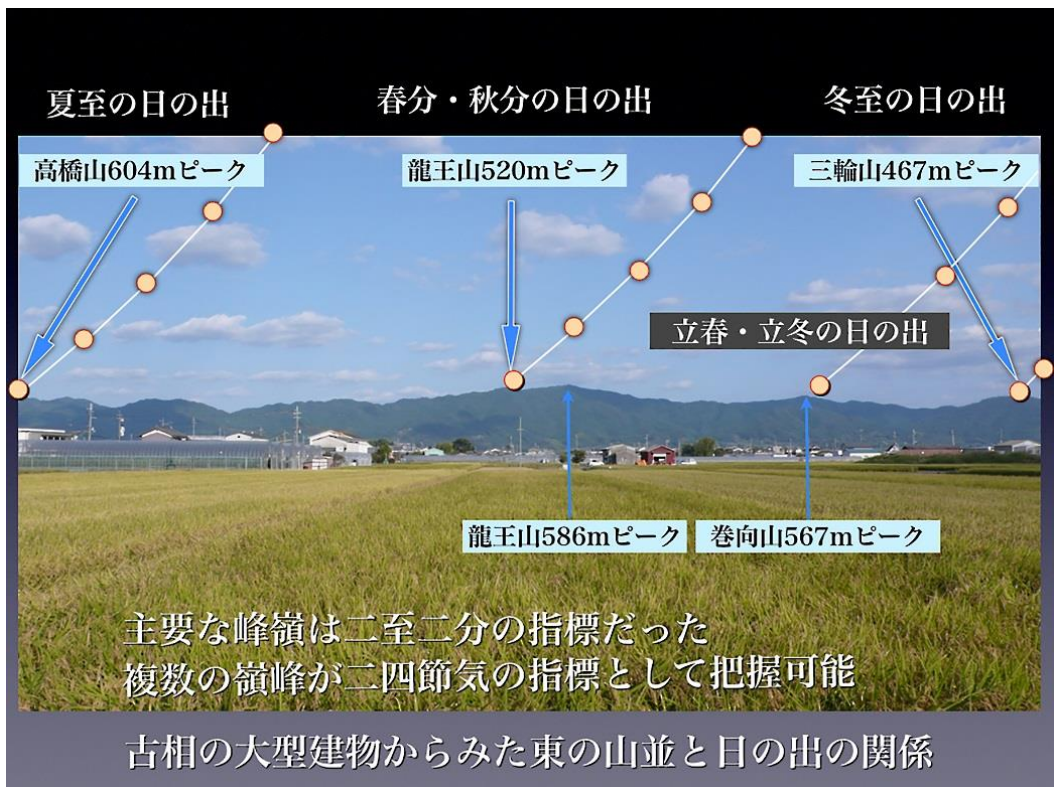 夏至の日の出
春分・秋分の日の出
冬至の日の出
高橋山604mピーク
龍王山520mピーク
三輪山467mピーク
立春・立冬の日の出
龍王山586mピーク
巻向山567mピーク
主要な峰嶺は二至二分の指標だった
複数の嶺峰が二四節気の指標として把握可能
古相の大型建物からみた東の山並と日の出の関係